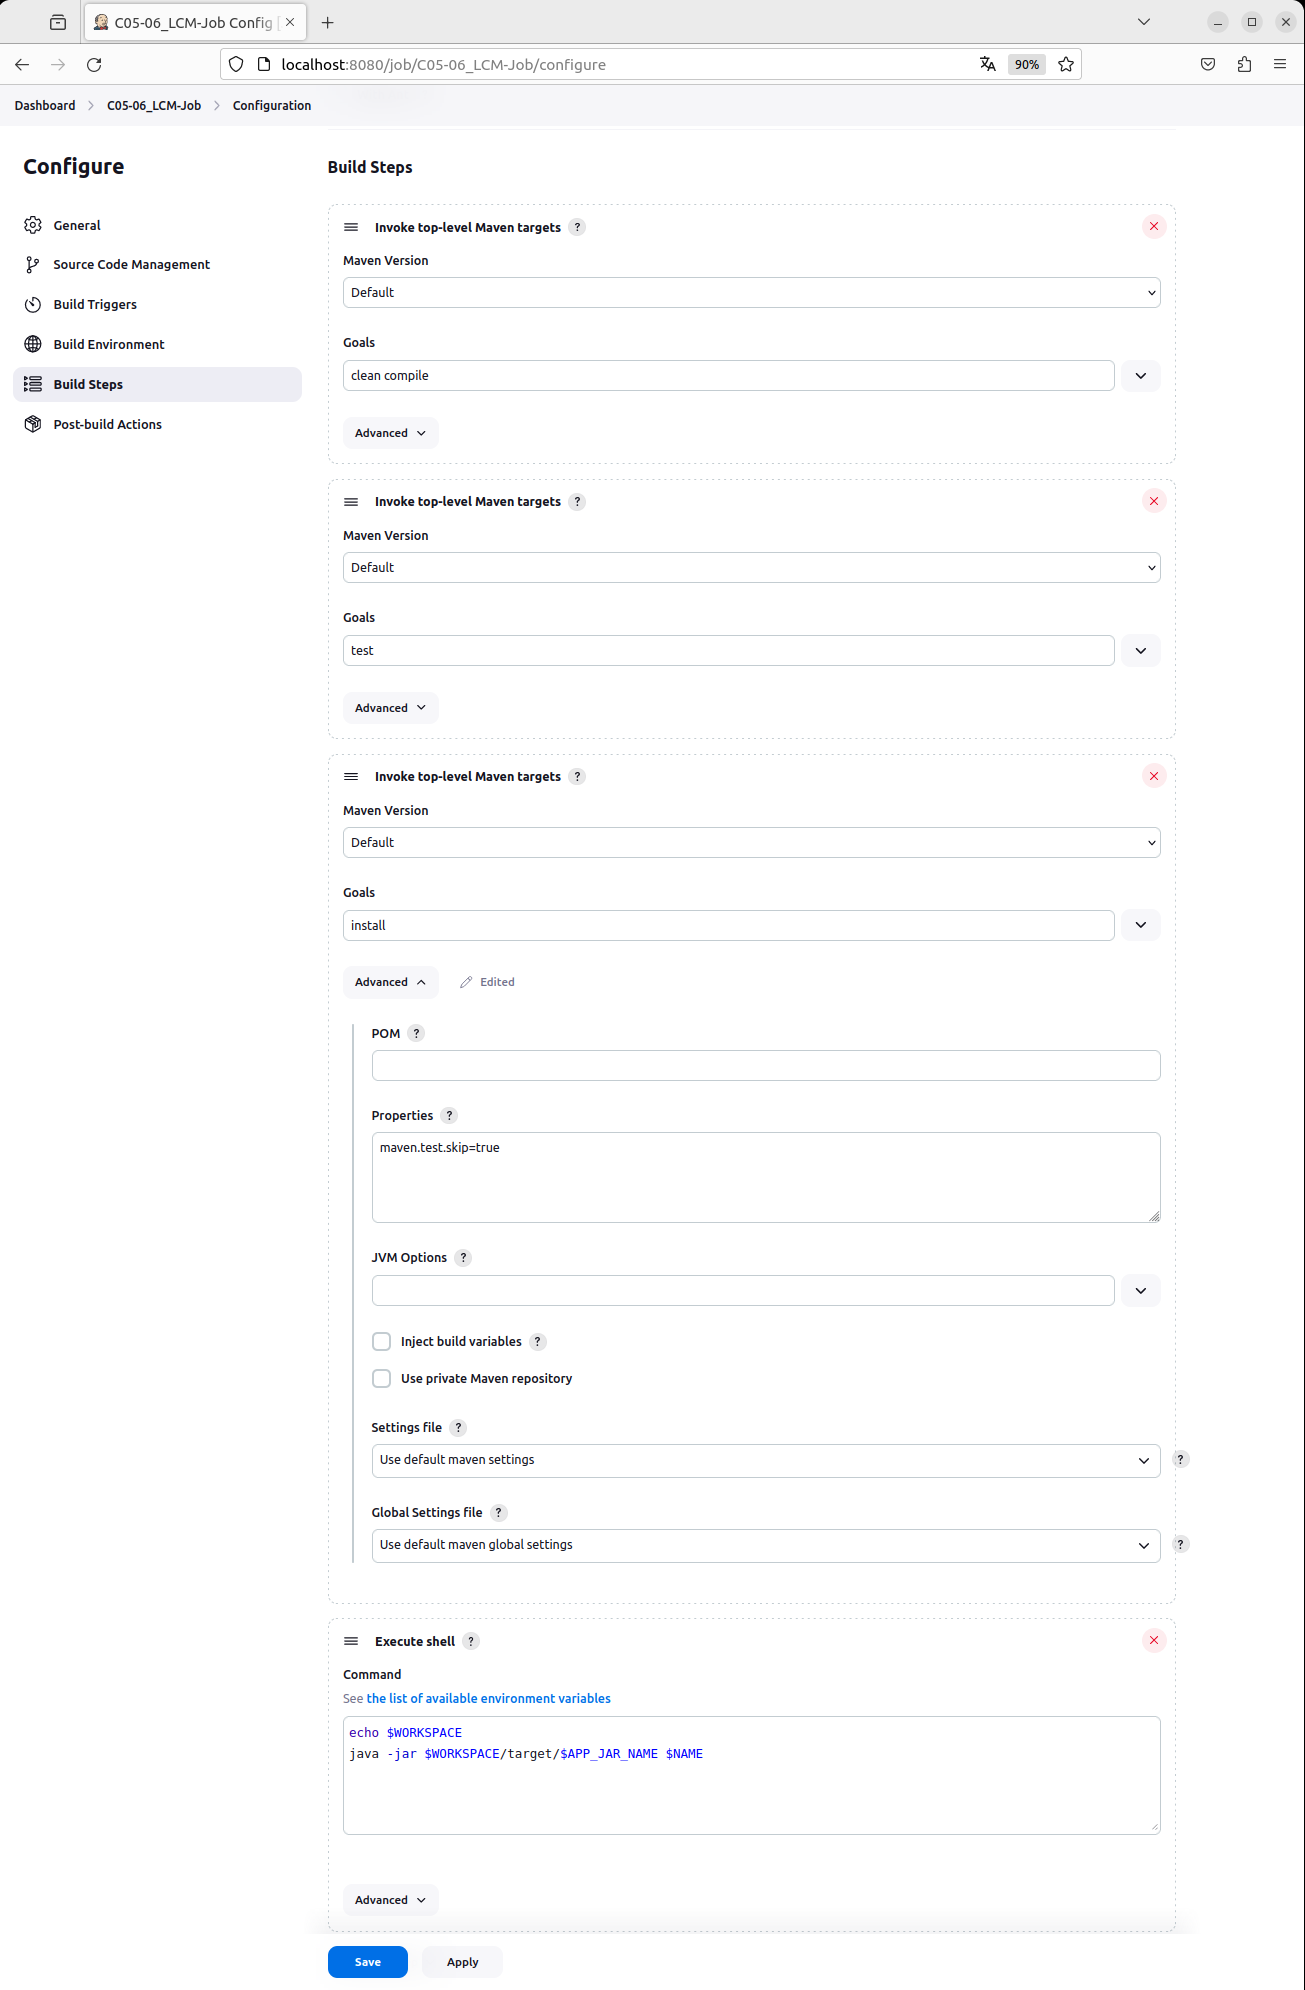 C05-06_LCM-Job Config [
localhost:8080/job/C05-06_LCM-Job/configure
90%
Dashboard
C05-06_LCM-Job
Configuration
Configure
General
Source Code Management
Build Triggers
Build Environment
Build Steps
Post-build Actions
Build Steps
Invoke top-level Maven targets ?
Maven Version
Default
Goals
clean compile
Advanced
Invoke top-level Maven targets ?
Maven Version
Default
Goals
test
Advanced
Invoke top-level Maven targets ?
Maven Version
Default
Goals
install
Advanced
Edited
POM ?
Properties ?
maven.test.skip=true
JVM Options ?
Inject build variables ?
Use private Maven repository
Settings file ?
Use default maven settings
?
Global Settings file ?
Use default maven global settings
?
Execute shell ?
Command
See the list of available environment variables
echo $WORKSPACE
java -jar $WORKSPACE/target/$APP_JAR_NAME $NAME
Advanced
Save
Apply